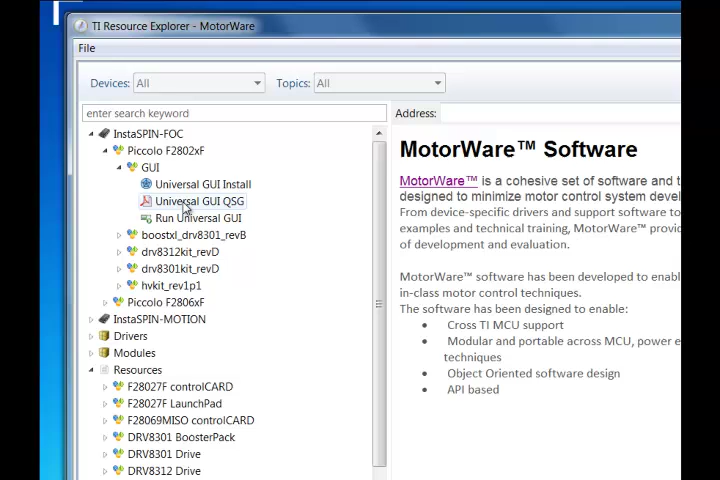 TI Resource Explorer - MotorWare
File
Devices: All Topics: All
enter search keyword
Address:
InstaSPIN-FOC
Piccolo F2802xF
GUI
Universal GUI Install
Universal GUI QSG
Run Universal GUI
boostxl_drv8301_revB
drv8312kit_revD
drv8301kit_revD
hvkit_rev1p1
Piccolo F2806xF
InstaSPIN-MOTION
Drivers
Modules
Resources
F28027F controlCARD
F28027F LaunchPad
F28069MISO controlCARD
DRV8301 BoosterPack
DRV8301 Drive
DRV8312 Drive
MotorWare™ Software
MotorWare™ is a cohesive set of software and t
designed to minimize motor control system devel
From device-specific drivers and support software to
examples and technical training, MotorWare™ provid
of development and evaluation.
MotorWare™ software has been developed to enabl
in-class motor control techniques.
The software has been designed to enable:
• Cross TI MCU support
• Modular and portable across MCU, power e
techniques
• Object Oriented software design
• API based